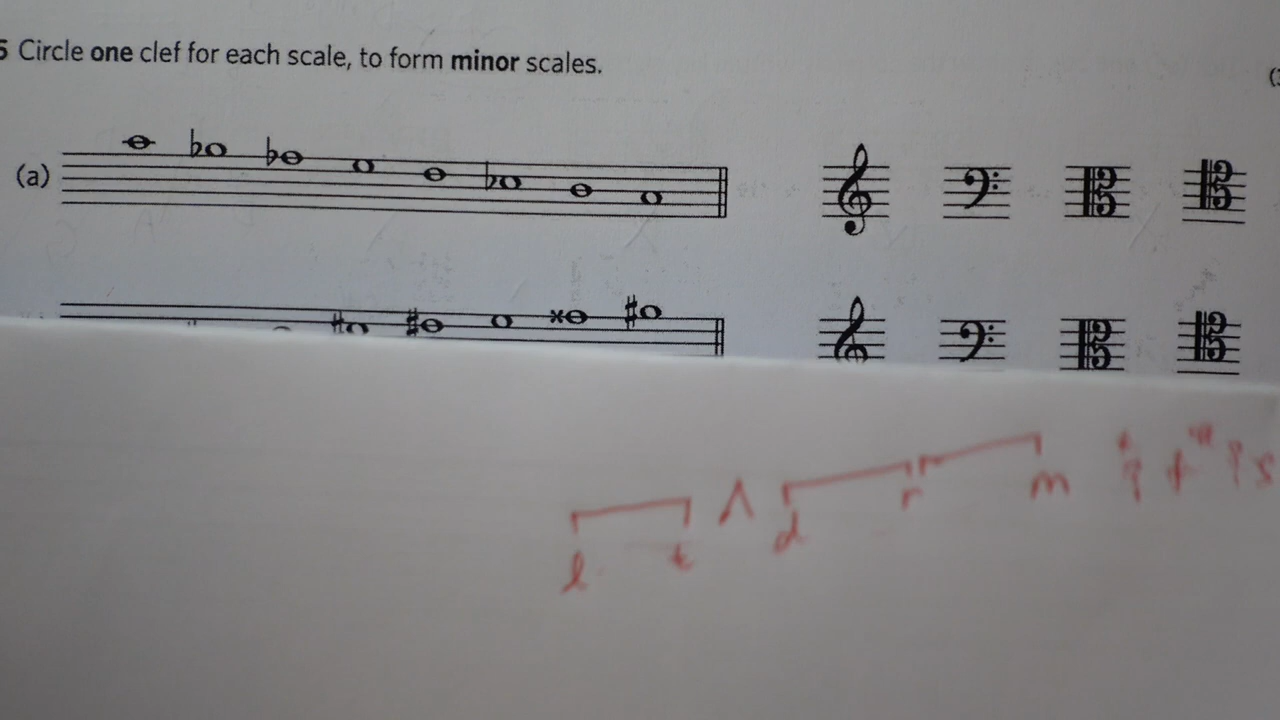 5 Circle one clef for each scale, to form minor scales.
(a)
l t d r m